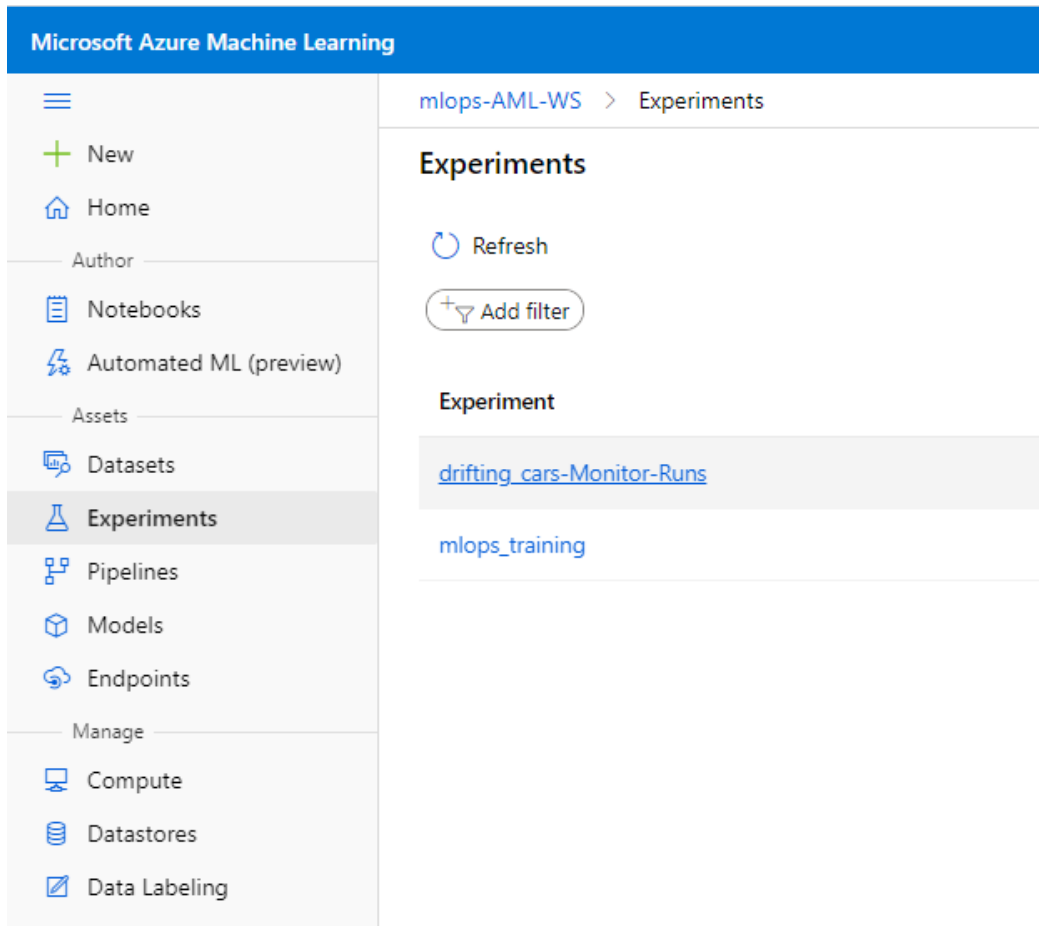 Microsoft Azure Machine Learning
mlops-AML-WS > Experiments
New
Home
Author
Notebooks
Automated ML (preview)
Assets
Datasets
Experiments
Pipelines
Models
Endpoints
Manage
Compute
Datastores
Data Labeling
Experiments
Refresh
Add filter
Experiment
drifting_cars-Monitor-Runs
mlops_training